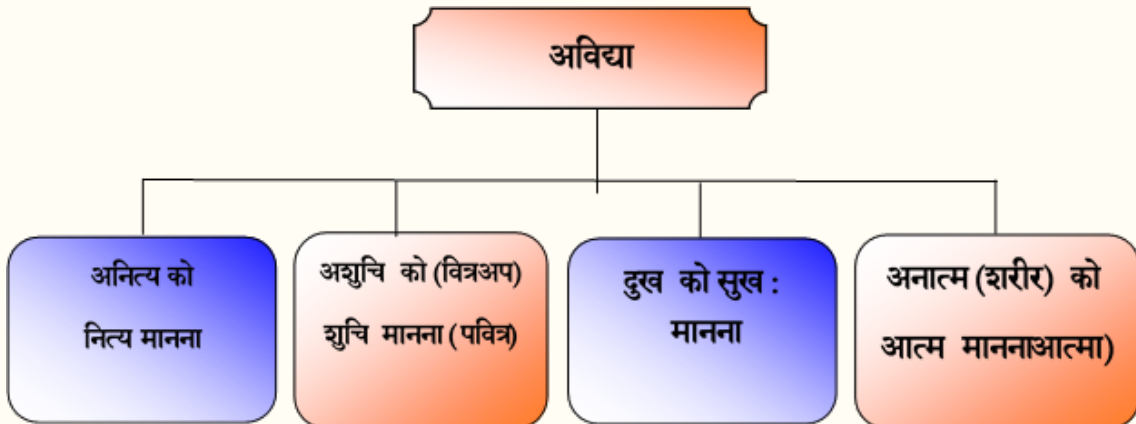 अविद्या
अनित्य को
नित्य मानना
अशुचि को (वित्रअप)
शुचि मानना (पवित्र)
दुख को सुख :
मानना
अनात्म (शरीर) को
आत्म माननाआत्मा)